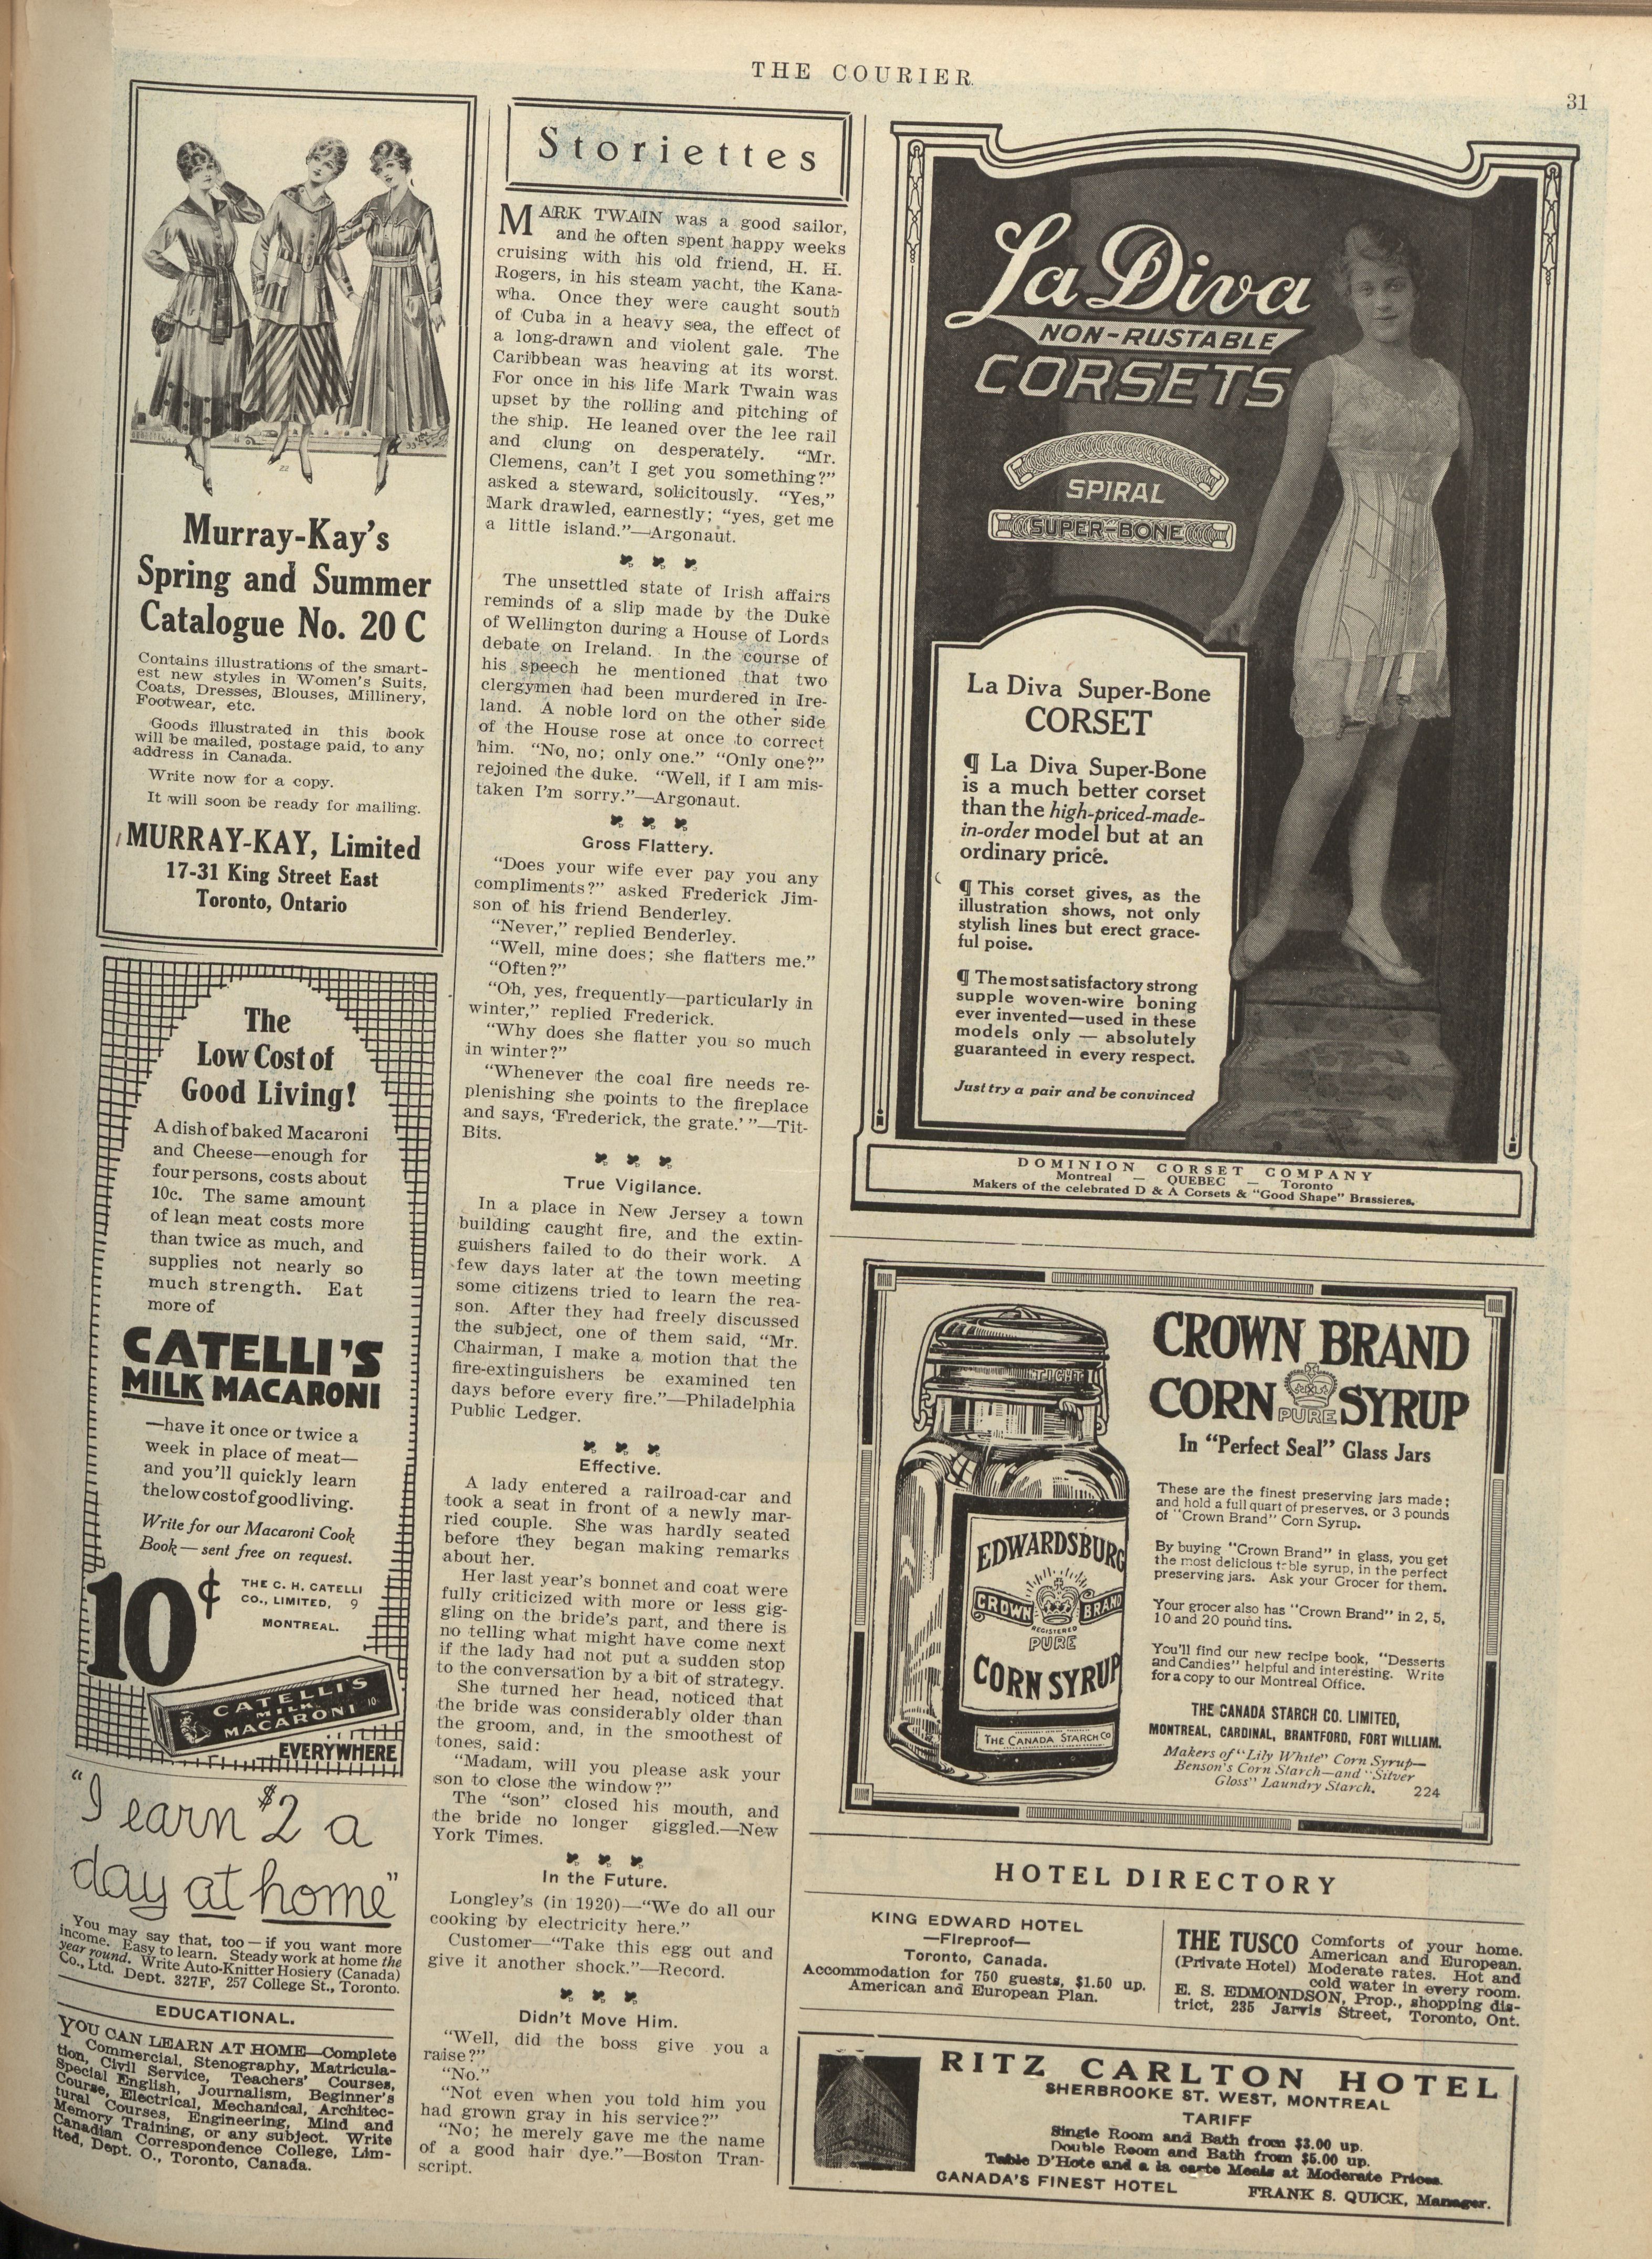 THE COURIER
31
Murray-Kay's
Spring and Summer
Catalogue No. 20 C
Contains illustrations of the smart-
est new styles in Women's Suits,
Coats, Dresses, Blouses, Millinery,
Footwear, etc.
Goods illustrated in this book
will be mailed, postage paid, to any
address in Canada.
Write now for a copy.
It will soon be ready for mailing.
MURRAY-KAY, Limited
17-31 King Street East
Toronto, Ontario
The
Low Cost of
Good Living!
A dish of baked Macaroni
and Cheese—enough for
four persons, costs about
10c. The same amount
of lean meat costs more
than twice as much, and
supplies not nearly so
much strength. Eat
more of
CATELLI'S
MILK MACARONI
—have it once or twice a
week in place of meat—
and you'll quickly learn
the low cost of good living.
Write for our Macaroni Cook
Book—sent free on request.
10¢
THE C. H. CATELLI
CO., LIMITED, 9
MONTREAL.
CATELLI'S
MILK
MACARONI
10c
EVERYWHERE
"I earn $2 a
day at home"
You may say that, too—if you want more
income. Easy to learn. Steady work at home the
year round. Write Auto-Knitter Hosiery (Canada)
Co., Ltd. Dept. 327F, 257 College St., Toronto.
EDUCATIONAL.
YOU CAN LEARN AT HOME—Complete
Commercial, Stenography, Matricula-
tion, Civil Service, Teachers' Courses,
Special English, Journalism, Beginner's
Course, Electrical, Mechanical, Architec-
tural Courses, Engineering, Mind and
Memory Training, or any subject. Write
Canadian Correspondence College, Lim-
ited, Dept. O., Toronto, Canada.
Storiettes
MARK TWAIN was a good sailor,
and he often spent happy weeks
cruising with his old friend, H. H.
Rogers, in his steam yacht, the Kana-
wha. Once they were caught south
of Cuba in a heavy sea, the effect of
a long-drawn and violent gale. The
Caribbean was heaving at its worst.
For once in his life Mark Twain was
upset by the rolling and pitching of
the ship. He leaned over the lee rail
and clung on desperately. "Mr.
Clemens, can't I get you something?"
asked a steward, solicitously. "Yes,"
Mark drawled, earnestly; "yes, get me
a little island."—Argonaut.
The unsettled state of Irish affairs
reminds of a slip made by the Duke
of Wellington during a House of Lords
debate on Ireland. In the course of
his speech he mentioned that two
clergymen had been murdered in Ire-
land. A noble lord on the other side
of the House rose at once to correct
him. "No, no; only one." "Only one?"
rejoined the duke. "Well, if I am mis-
taken I'm sorry."—Argonaut.
Gross Flattery.
"Does your wife ever pay you any
compliments?" asked Frederick Jim-
son of his friend Benderley.
"Never," replied Benderley.
"Well, mine does; she flatters me."
"Often?"
"Oh, yes, frequently—particularly in
winter," replied Frederick.
"Why does she flatter you so much
in winter?"
"Whenever the coal fire needs re-
plenishing she points to the fireplace
and says, 'Frederick, the grate.' "—Tit-
Bits.
True Vigilance.
In a place in New Jersey a town
building caught fire, and the extin-
guishers failed to do their work. A
few days later at the town meeting
some citizens tried to learn the rea-
son. After they had freely discussed
the subject, one of them said, "Mr.
Chairman, I make a motion that the
fire-extinguishers be examined ten
days before every fire."—Philadelphia
Public Ledger.
Effective.
A lady entered a railroad-car and
took a seat in front of a newly mar-
ried couple. She was hardly seated
before they began making remarks
about her.
Her last year's bonnet and coat were
fully criticized with more or less gig-
gling on the bride's part, and there is
no telling what might have come next
if the lady had not put a sudden stop
to the conversation by a bit of strategy.
She turned her head, noticed that
the bride was considerably older than
the groom, and, in the smoothest of
tones, said:
"Madam, will you please ask your
son to close the window?"
The "son" closed his mouth, and
the bride no longer giggled.—New
York Times.
In the Future.
Longley's (in 1920)—"We do all our
cooking by electricity here."
Customer—"Take this egg out and
give it another shock."—Record.
Didn't Move Him.
"Well, did the boss give you a
raise?"
"No."
"Not even when you told him you
had grown gray in his service?"
"No; he merely gave me the name
of a good hair dye."—Boston Tran-
script.
La Diva
NON-RUSTABLE
CORSETS
SPIRAL
SUPER-BONE
La Diva Super-Bone
CORSET
¶ La Diva Super-Bone
is a much better corset
than the high-priced-made-
in-order model but at an
ordinary price.
¶ This corset gives, as the
illustration shows, not only
stylish lines but erect grace-
ful poise.
¶ The most satisfactory strong
supple woven-wire boning
ever invented—used in these
models only — absolutely
guaranteed in every respect.
Just try a pair and be convinced
DOMINION CORSET COMPANY
Montreal — QUEBEC — Toronto
Makers of the celebrated D & A Corsets & "Good Shape" Brassieres.
TIGHT
EDWARDSBURG
CROWN BRAND
REGISTERED
PURE
CORN SYRUP
THE CANADA STARCH CO
CROWN BRAND
CORN SYRUP
PURE
In "Perfect Seal" Glass Jars
These are the finest preserving jars made;
and hold a full quart of preserves, or 3 pounds
of "Crown Brand" Corn Syrup.
By buying "Crown Brand" in glass, you get
the most delicious table syrup, in the perfect
preserving jars. Ask your Grocer for them.
Your grocer also has "Crown Brand" in 2, 5,
10 and 20 pound tins.
You'll find our new recipe book, "Desserts
and Candies" helpful and interesting. Write
for a copy to our Montreal Office.
THE CANADA STARCH CO. LIMITED,
MONTREAL, CARDINAL, BRANTFORD, FORT WILLIAM.
Makers of "Lily White" Corn Syrup—
Benson's Corn Starch—and "Silver
Gloss" Laundry Starch. 224
HOTEL DIRECTORY
KING EDWARD HOTEL
—Fireproof—
Toronto, Canada.
Accommodation for 750 guests, $1.50 up.
American and European Plan.
THE TUSCO Comforts of your home.
American and European.
(Private Hotel) Moderate rates. Hot and
cold water in every room.
E. S. EDMONDSON, Prop., shopping dis-
trict, 235 Jarvis Street, Toronto, Ont.
RITZ CARLTON HOTEL
SHERBROOKE ST. WEST, MONTREAL
TARIFF
Single Room and Bath from $3.00 up.
Double Room and Bath from $5.00 up.
Table D'Hote and a la carte Meals at Moderate Prices.
CANADA'S FINEST HOTEL
FRANK S. QUICK, Manager.